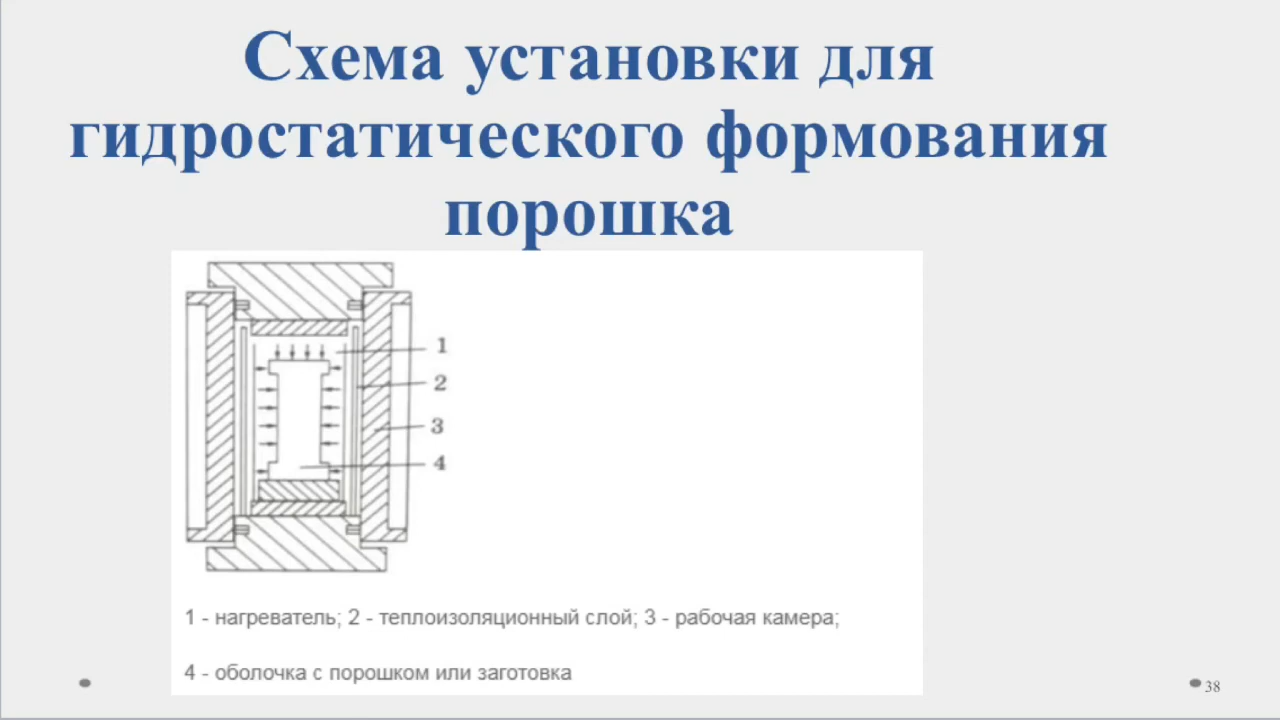 Схема установки для
гидростатического формования
порошка
1
2
3
4
1 - нагреватель; 2 - теплоизоляционный слой; 3 - рабочая камера;
4 - оболочка с порошком или заготовка
38